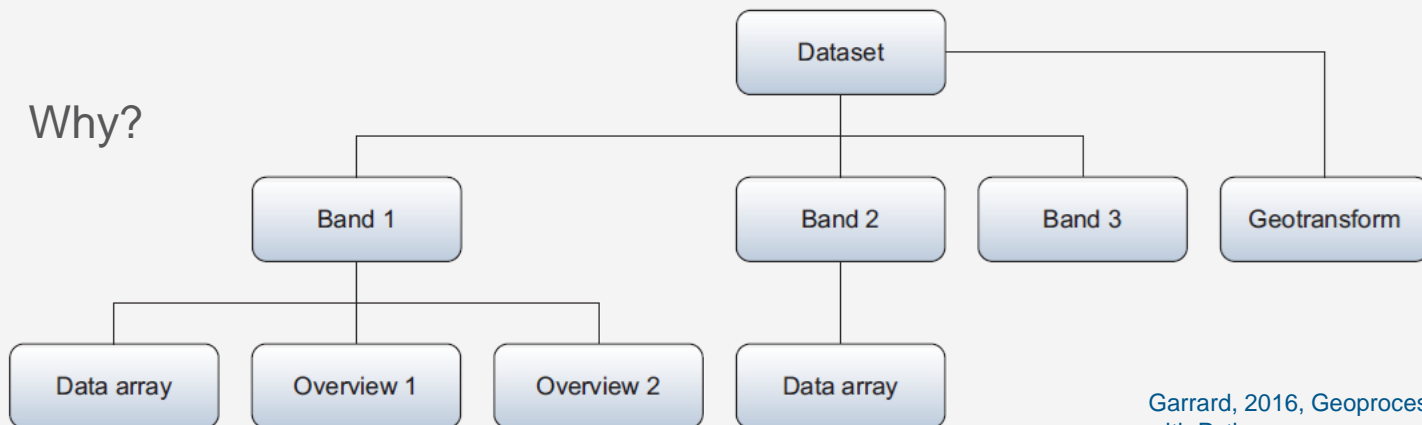 Dataset
Why?
Band 1
Band 2
Band 3
Geotransform
Data array
Overview 1
Overview 2
Data array
Garrard, 2016,